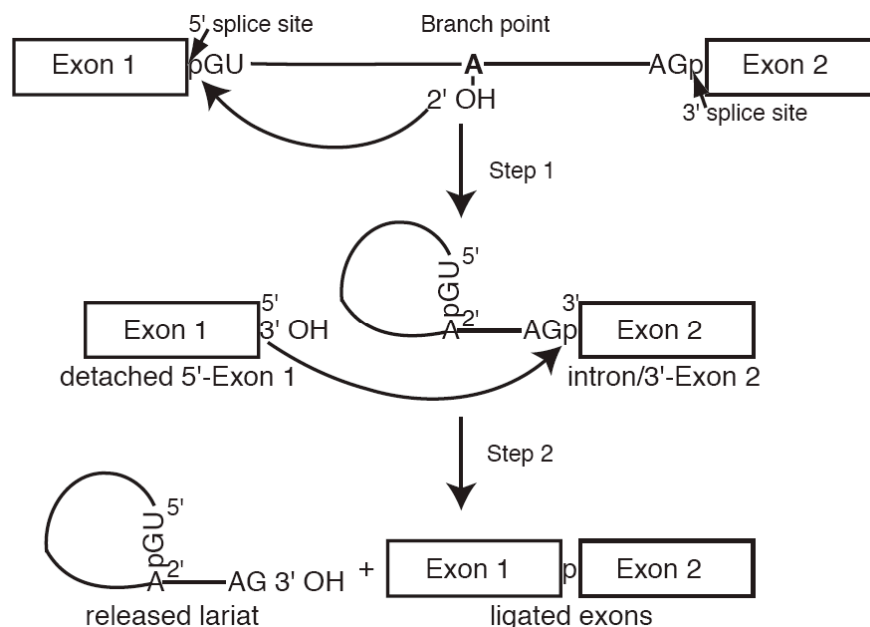 5' splice site Branch point
Exon 1 pGU A AGp Exon 2
2' OH
3' splice site
Step 1
5'
pGU
5' 3'
Exon 1 3' OH A 2' AGp Exon 2
detached 5'-Exon 1 intron/3'-Exon 2
Step 2
5'
pGU
A 2' AG 3' OH + Exon 1 p Exon 2
released lariat ligated exons